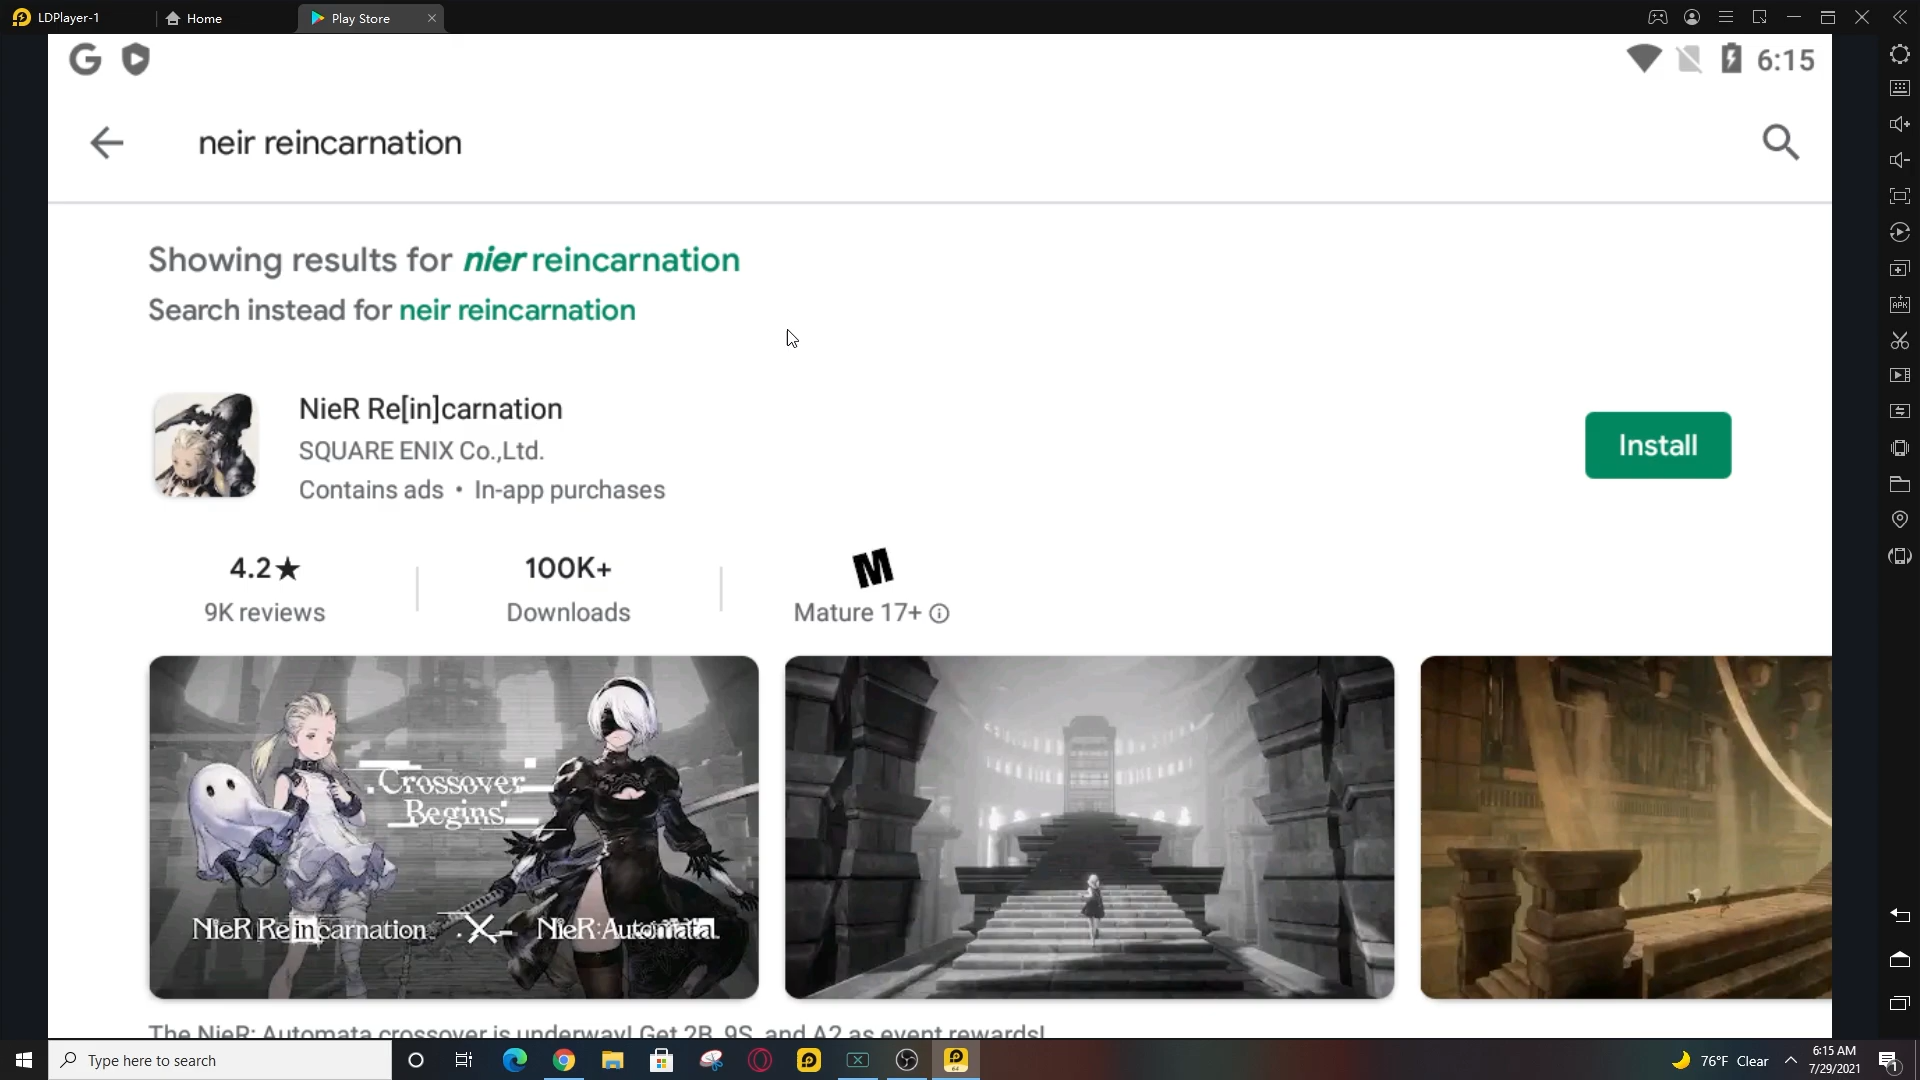 LDPlayer-1
Home
Play Store
6:15
neir reincarnation
Showing results for nier reincarnation
Search instead for neir reincarnation
NieR Re[in]carnation
SQUARE ENIX Co.,Ltd.
Contains ads • In-app purchases
Install
4.2★
9K reviews
100K+
Downloads
M
Mature 17+
Crossover
Begins
NieR Re[in]carnation X NieR:Automata
The NieR: Automata crossover is underway! Get 2B, 9S, and A2 as event rewards!
Type here to search
76°F Clear
6:15 AM
7/29/2021
1